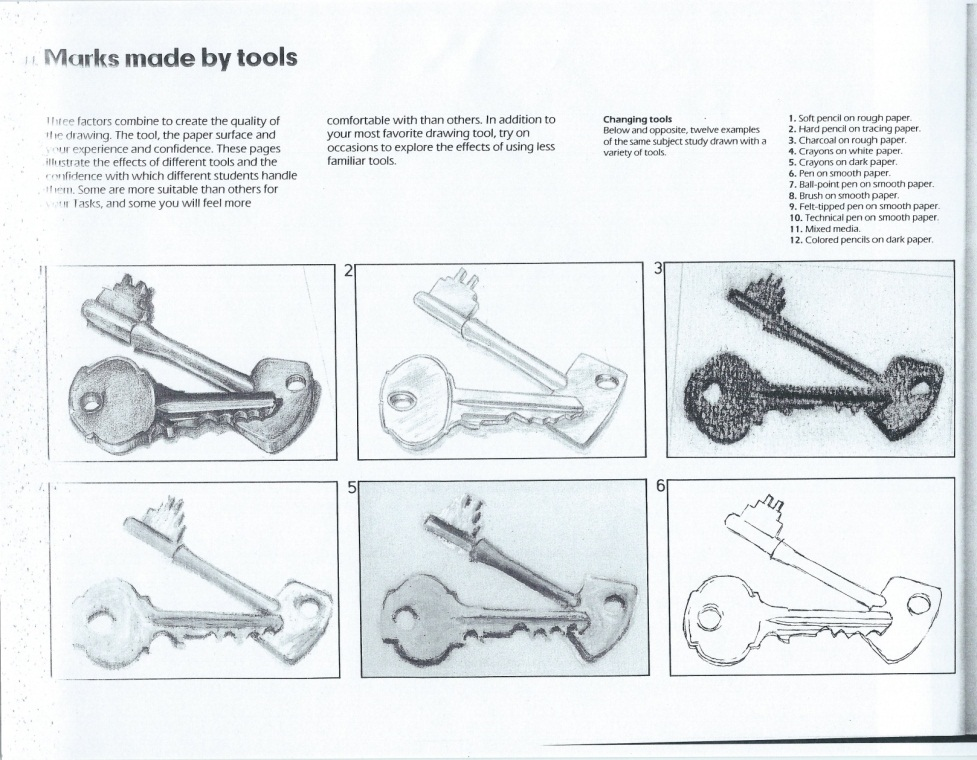 Marks made by tools
Three factors combine to create the quality of
the drawing. The tool, the paper surface and
your experience and confidence. These pages
illustrate the effects of different tools and the
confidence with which different students handle
them. Some are more suitable than others for
your Tasks, and some you will feel more
comfortable with than others. In addition to
your most favorite drawing tool, try on
occasions to explore the effects of using less
familiar tools.
Changing tools
Below and opposite, twelve examples
of the same subject study drawn with a
variety of tools.
1. Soft pencil on rough paper.
2. Hard pencil on tracing paper.
3. Charcoal on rough paper.
4. Crayons on white paper.
5. Crayons on dark paper.
6. Pen on smooth paper.
7. Ball-point pen on smooth paper.
8. Brush on smooth paper.
9. Felt-tipped pen on smooth paper.
10. Technical pen on smooth paper.
11. Mixed media.
12. Colored pencils on dark paper.
1
2
3
4
5
6